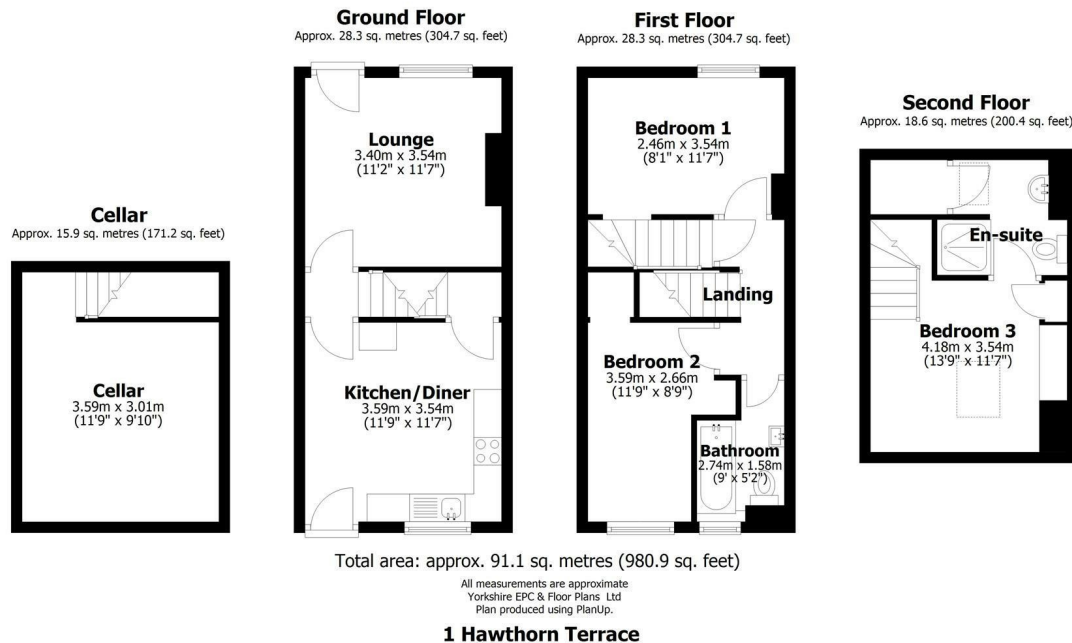 Ground Floor
Approx. 28.3 sq. metres (304.7 sq. feet)
First Floor
Approx. 28.3 sq. metres (304.7 sq. feet)
Second Floor
Approx. 18.6 sq. metres (200.4 sq. feet)
Cellar
Approx. 15.9 sq. metres (171.2 sq. feet)
Lounge
3.40m x 3.54m
(11'2" x 11'7")
Bedroom 1
2.46m x 3.54m
(8'1" x 11'7")
En-suite
Landing
Bedroom 3
4.18m x 3.54m
(13'9" x 11'7")
Cellar
3.59m x 3.01m
(11'9" x 9'10")
Kitchen/Diner
3.59m x 3.54m
(11'9" x 11'7")
Bedroom 2
3.59m x 2.66m
(11'9" x 8'9")
Bathroom
2.74m x 1.58m
(9' x 5'2")
Total area: approx. 91.1 sq. metres (980.9 sq. feet)
All measurements are approximate
Yorkshire EPC & Floor Plans Ltd
Plan produced using PlanUp.
1 Hawthorn Terrace